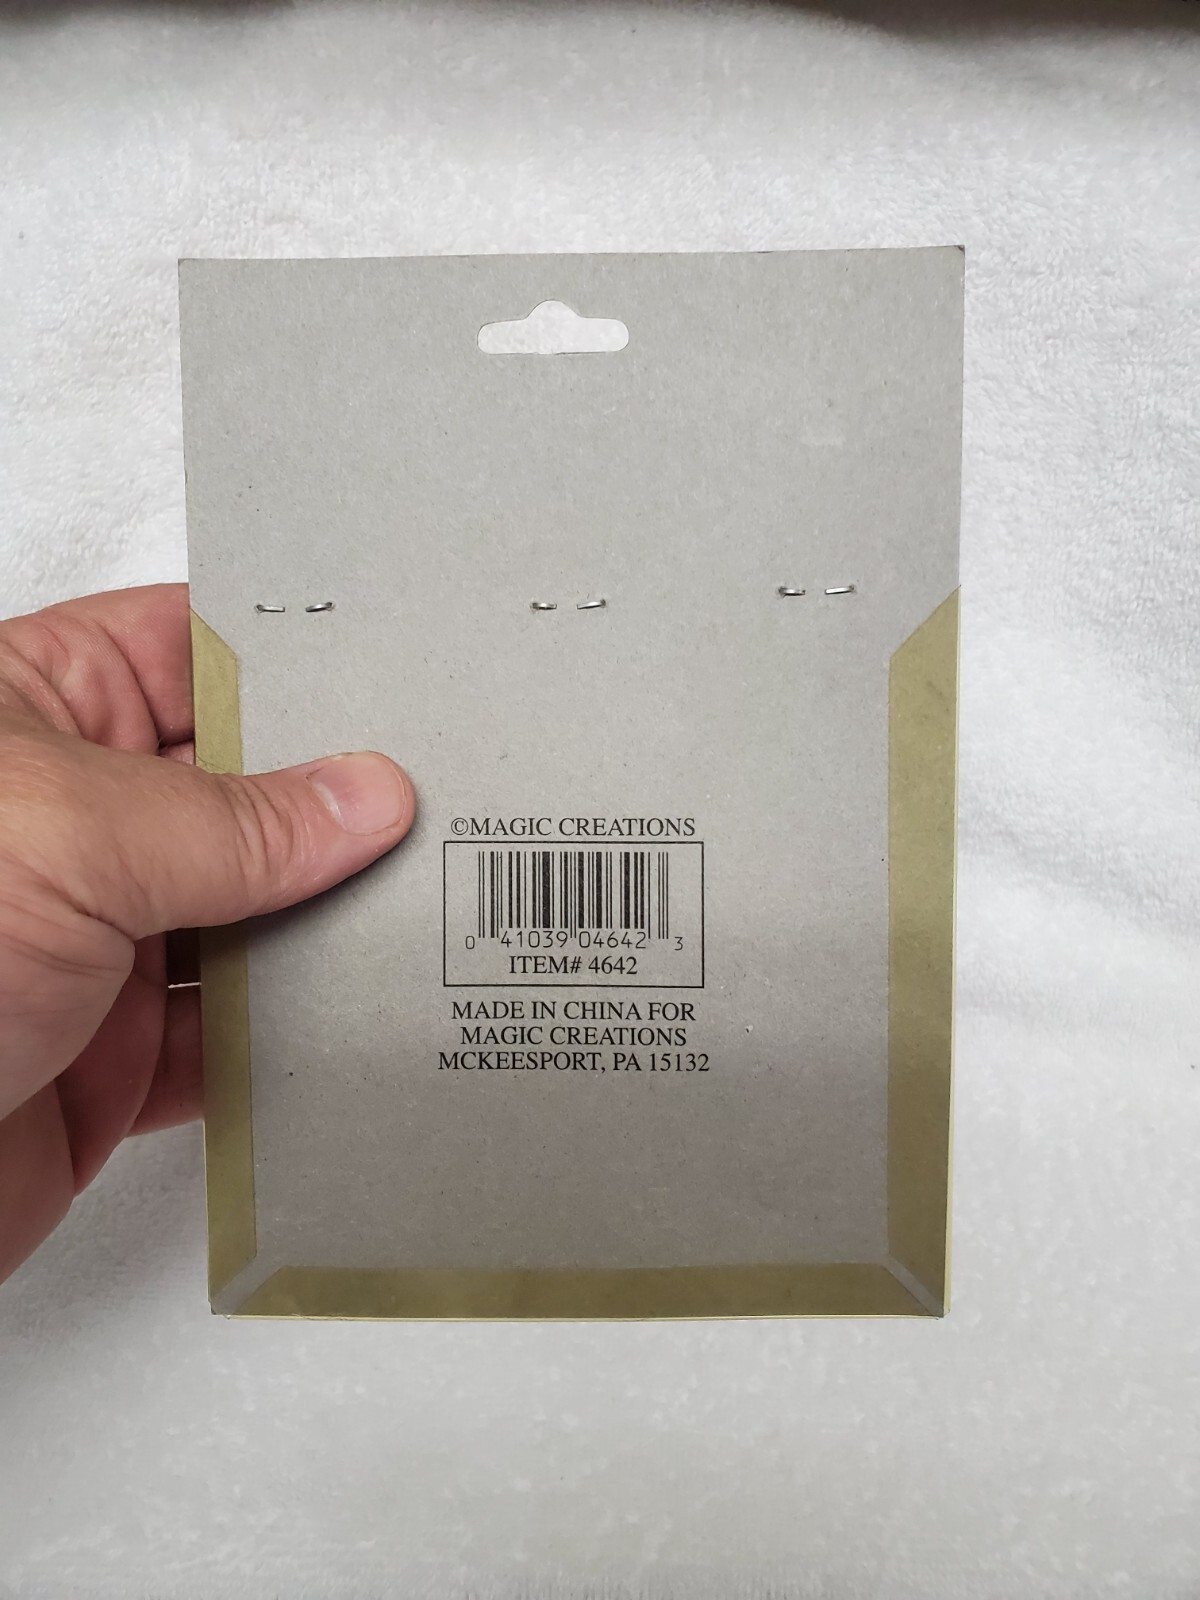 ©MAGIC CREATIONS
0 41039 04642 3
ITEM# 4642
MADE IN CHINA FOR
MAGIC CREATIONS
MCKEESPORT, PA 15132